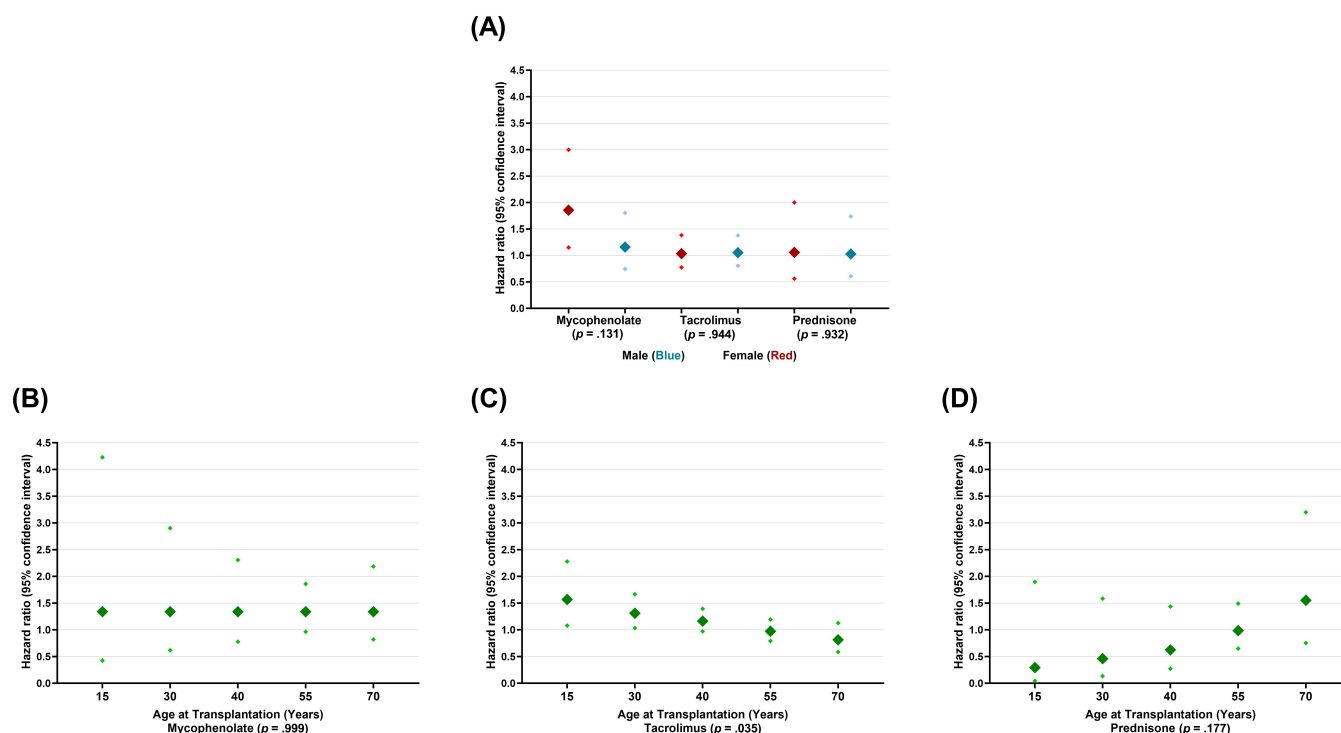 (A)
Hazard ratio (95% confidence interval)
4.5
4.0
3.5
3.0
2.5
2.0
1.5
1.0
0.5
0.0
Mycophenolate Tacrolimus Prednisone
(p = .131) (p = .944) (p = .932)
Male (Blue) Female (Red)
(B)
Hazard ratio (95% confidence interval)
4.5
4.0
3.5
3.0
2.5
2.0
1.5
1.0
0.5
0.0
15 30 40 55 70
Age at Transplantation (Years)
Mycophenolate (p = .999)
(C)
Hazard ratio (95% confidence interval)
4.5
4.0
3.5
3.0
2.5
2.0
1.5
1.0
0.5
0.0
15 30 40 55 70
Age at Transplantation (Years)
Tacrolimus (p = .035)
(D)
Hazard ratio (95% confidence interval)
4.5
4.0
3.5
3.0
2.5
2.0
1.5
1.0
0.5
0.0
15 30 40 55 70
Age at Transplantation (Years)
Prednisone (p = .177)